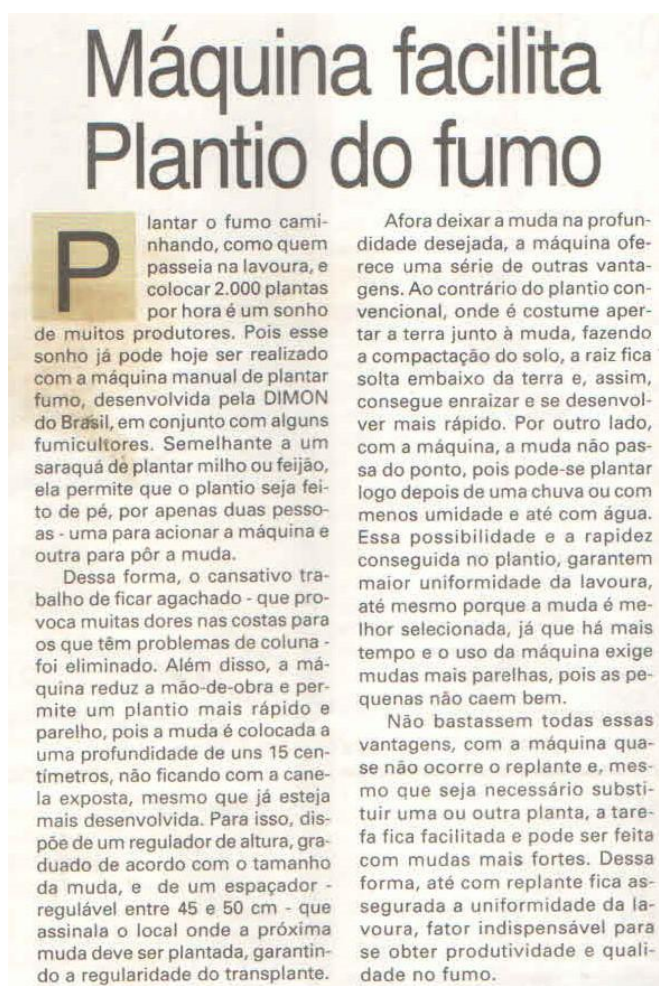 Máquina facilita
Plantio do fumo
Plantar o fumo cami-
nhando, como quem
passeia na lavoura, e
colocar 2.000 plantas
por hora é um sonho
de muitos produtores. Pois esse
sonho já pode hoje ser realizado
com a máquina manual de plantar
fumo, desenvolvida pela DIMON
do Brasil, em conjunto com alguns
fumicultores. Semelhante a um
saraquá de plantar milho ou feijão,
ela permite que o plantio seja fei-
to de pé, por apenas duas pesso-
as - uma para acionar a máquina e
outra para pôr a muda.
Dessa forma, o cansativo tra-
balho de ficar agachado - que pro-
voca muitas dores nas costas para
os que têm problemas de coluna -
foi eliminado. Além disso, a má-
quina reduz a mão-de-obra e per-
mite um plantio mais rápido e
parelho, pois a muda é colocada a
uma profundidade de uns 15 cen-
tímetros, não ficando com a cane-
la exposta, mesmo que já esteja
mais desenvolvida. Para isso, dis-
põe de um regulador de altura, gra-
duado de acordo com o tamanho
da muda, e de um espaçador -
regulável entre 45 e 50 cm - que
assinala o local onde a próxima
muda deve ser plantada, garantin-
do a regularidade do transplante.
Afora deixar a muda na profun-
didade desejada, a máquina ofe-
rece uma série de outras vanta-
gens. Ao contrário do plantio con-
vencional, onde é costume aper-
tar a terra junto à muda, fazendo
a compactação do solo, a raiz fica
solta embaixo da terra e, assim,
consegue enraizar e se desenvol-
ver mais rápido. Por outro lado,
com a máquina, a muda não pas-
sa do ponto, pois pode-se plantar
logo depois de uma chuva ou com
menos umidade e até com água.
Essa possibilidade e a rapidez
conseguida no plantio, garantem
maior uniformidade da lavoura,
até mesmo porque a muda é me-
lhor selecionada, já que há mais
tempo e o uso da máquina exige
mudas mais parelhas, pois as pe-
quenas não caem bem.
Não bastassem todas essas
vantagens, com a máquina qua-
se não ocorre o replante e, mes-
mo que seja necessário substi-
tuir uma ou outra planta, a tare-
fa fica facilitada e pode ser feita
com mudas mais fortes. Dessa
forma, até com replante fica as-
segurada a uniformidade da la-
voura, fator indispensável para
se obter produtividade e quali-
dade no fumo.